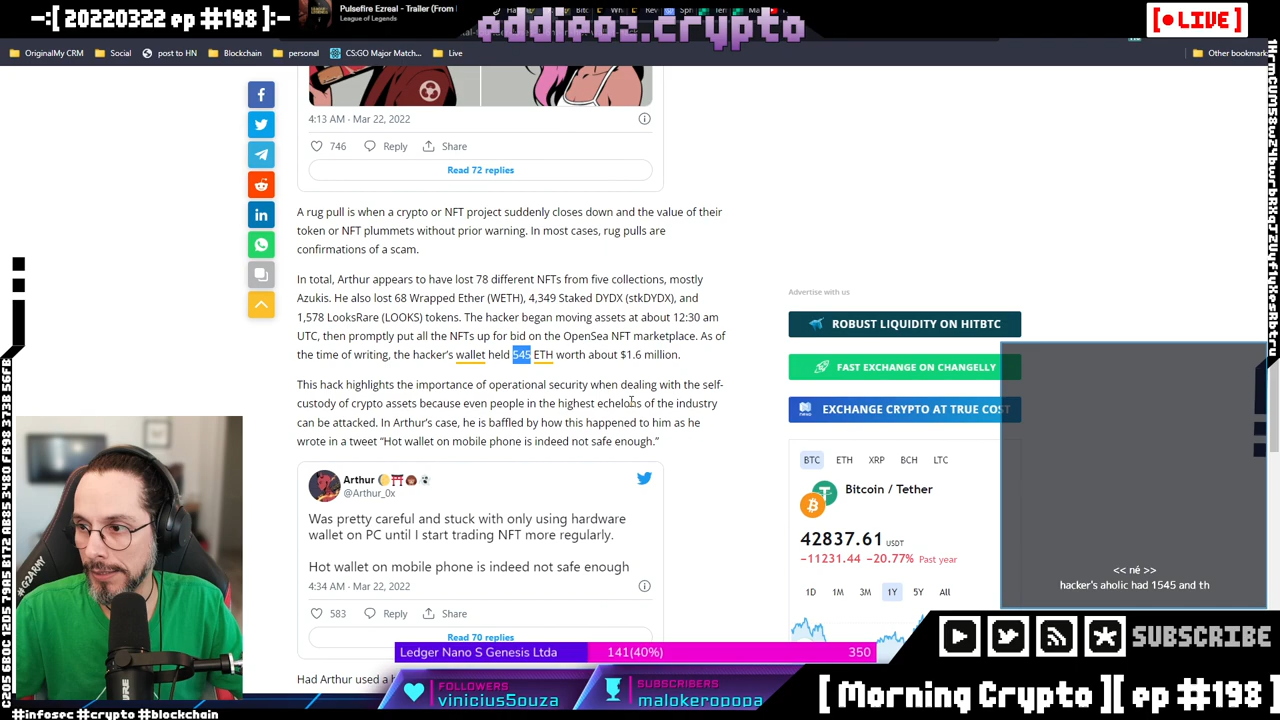 -:[ 20220322 ep #198 ]:-
Pulsefire Ezreal - Trailer (From
League of Legends
eddieoz.crypto
[ ● LIVE ]
OriginalMy CRM
Social
post to HN
Blockchain
personal
CS:GO Major Match...
Live
Other bookmark
4:13 AM · Mar 22, 2022
746 Reply Share
Read 72 replies
A rug pull is when a crypto or NFT project suddenly closes down and the value of their
token or NFT plummets without prior warning. In most cases, rug pulls are
confirmations of a scam.
In total, Arthur appears to have lost 78 different NFTs from five collections, mostly
Azukis. He also lost 68 Wrapped Ether (WETH), 4,349 Staked DYDX (stkDYDX), and
1,578 LooksRare (LOOKS) tokens. The hacker began moving assets at about 12:30 am
UTC, then promptly put all the NFTs up for bid on the OpenSea NFT marketplace. As of
the time of writing, the hacker's wallet held 545 ETH worth about $1.6 million.
This hack highlights the importance of operational security when dealing with the self-
custody of crypto assets because even people in the highest echelons of the industry
can be attacked. In Arthur's case, he is baffled by how this happened to him as he
wrote in a tweet “Hot wallet on mobile phone is indeed not safe enough.”
Arthur
@Arthur_0x
Was pretty careful and stuck with only using hardware
wallet on PC until I start trading NFT more regularly.
Hot wallet on mobile phone is indeed not safe enough
4:34 AM · Mar 22, 2022
583 Reply Share
Read 70 replies
Had Arthur used a
Advertise with us
ROBUST LIQUIDITY ON HITBTC
FAST EXCHANGE ON CHANGELLY
EXCHANGE CRYPTO AT TRUE COST
BTC ETH XRP BCH LTC
Bitcoin / Tether
42837.61 USDT
−11231.44 −20.77% Past year
1D 1M 3M 1Y 5Y All
<< né >>
hacker's aholic had 1545 and th
Ledger Nano S Genesis Ltda 141(40%) 350
FOLLOWERS
vinicius5ouza
SUBSCRIBERS
malokeropopa
SUBSCRIBE
[ Morning Crypto ][ ep #198 ]
#infosec #crypto #blockchain